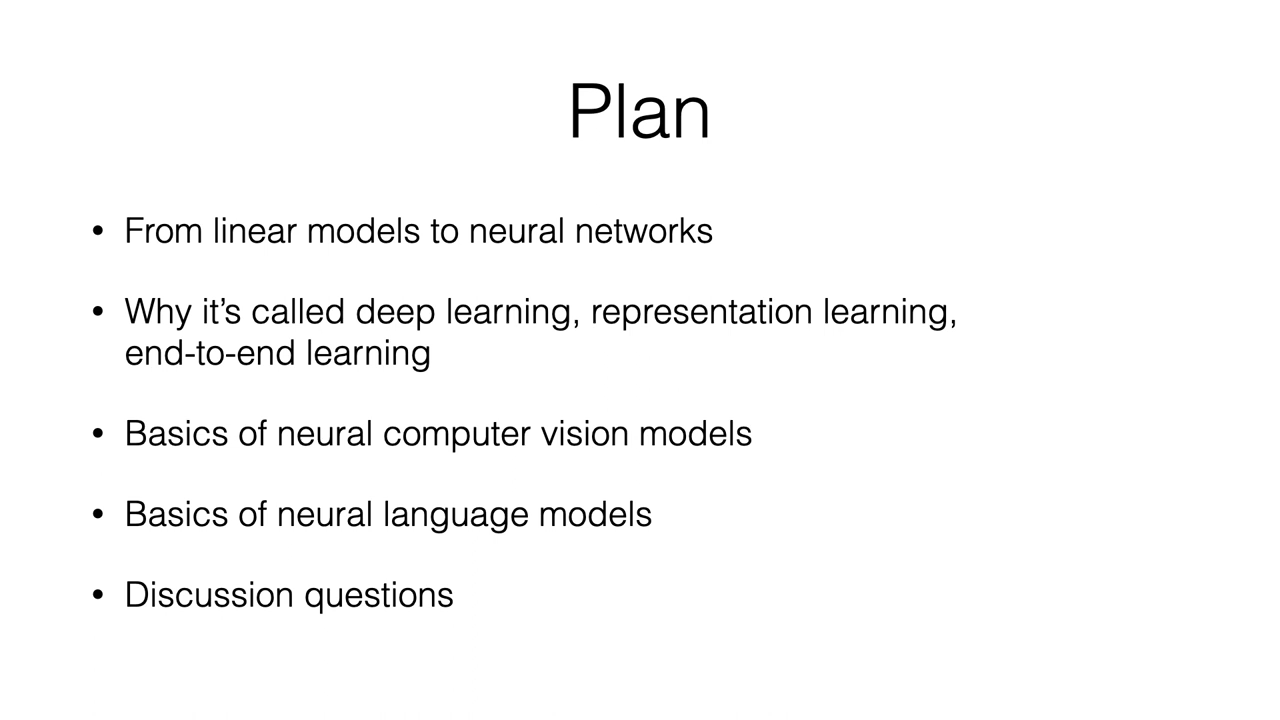 Plan
• From linear models to neural networks
• Why it’s called deep learning, representation learning,
end-to-end learning
• Basics of neural computer vision models
• Basics of neural language models
• Discussion questions